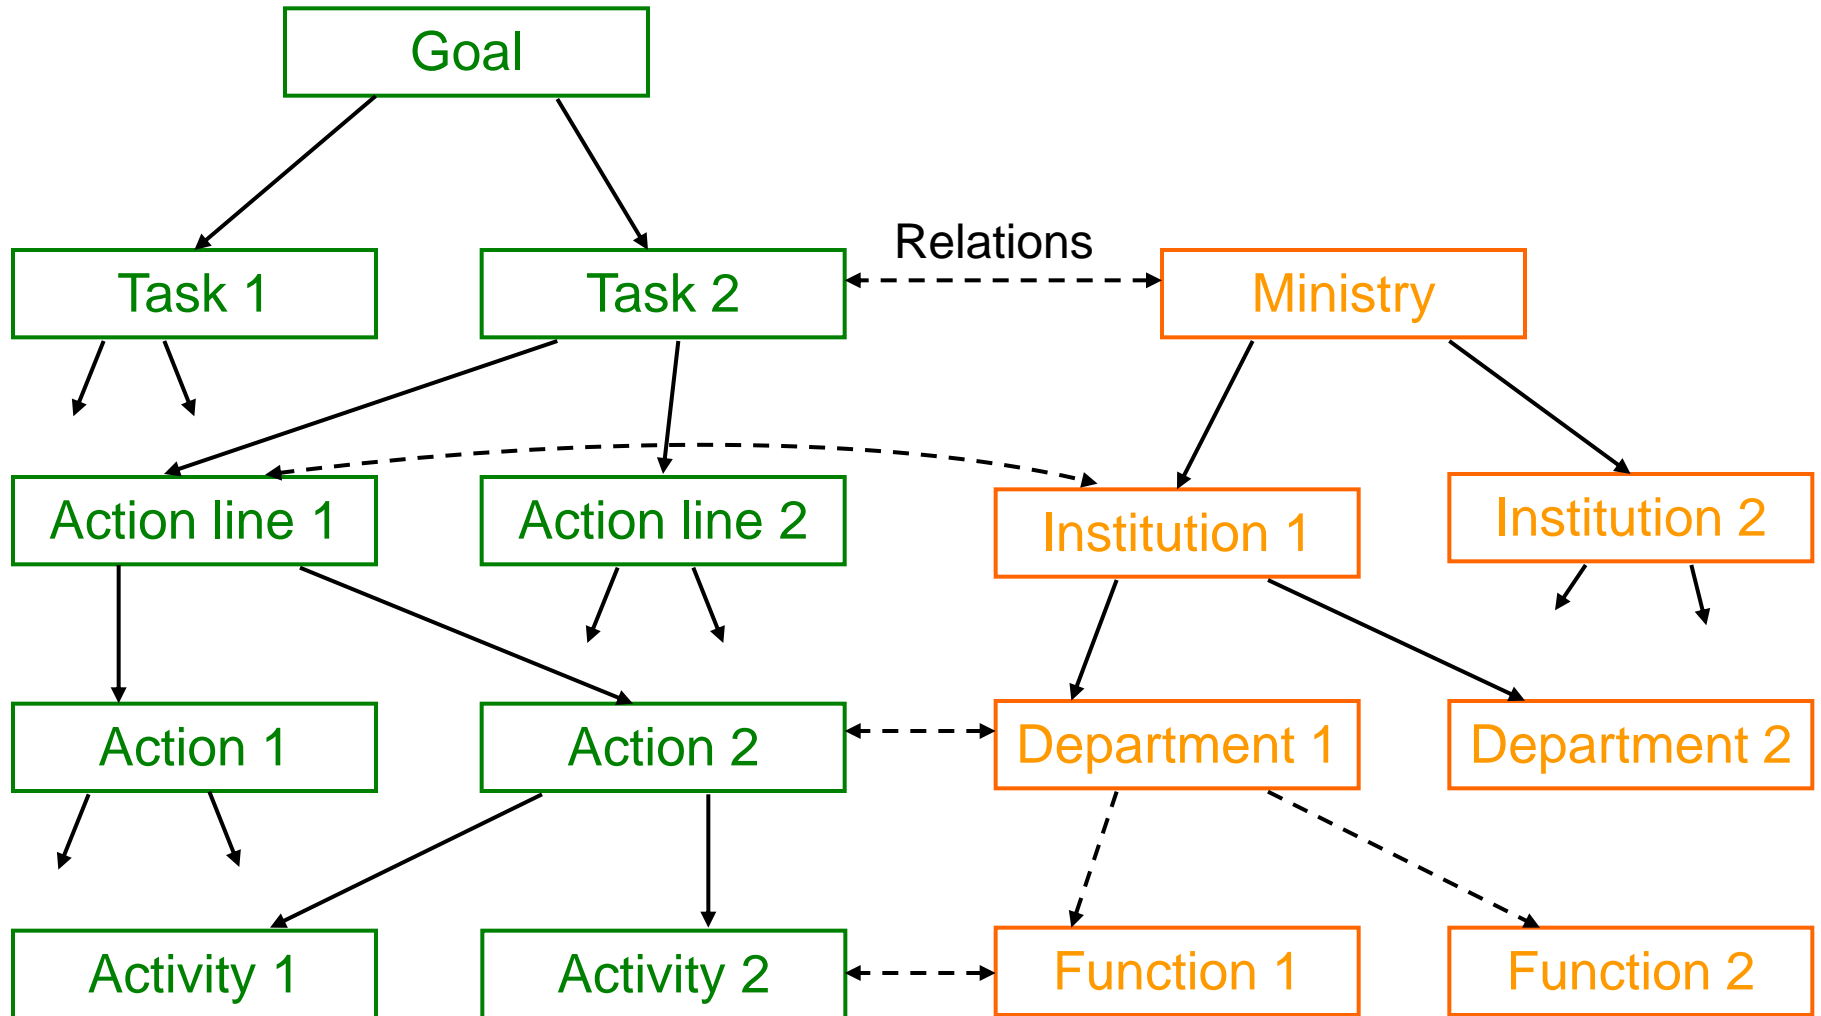 Goal
Relations
Task 1
Task 2
Ministry
Action line 1
Action line 2
Institution 1
Institution 2
Action 1
Action 2
Department 1
Department 2
Activity 1
Activity 2
Function 1
Function 2